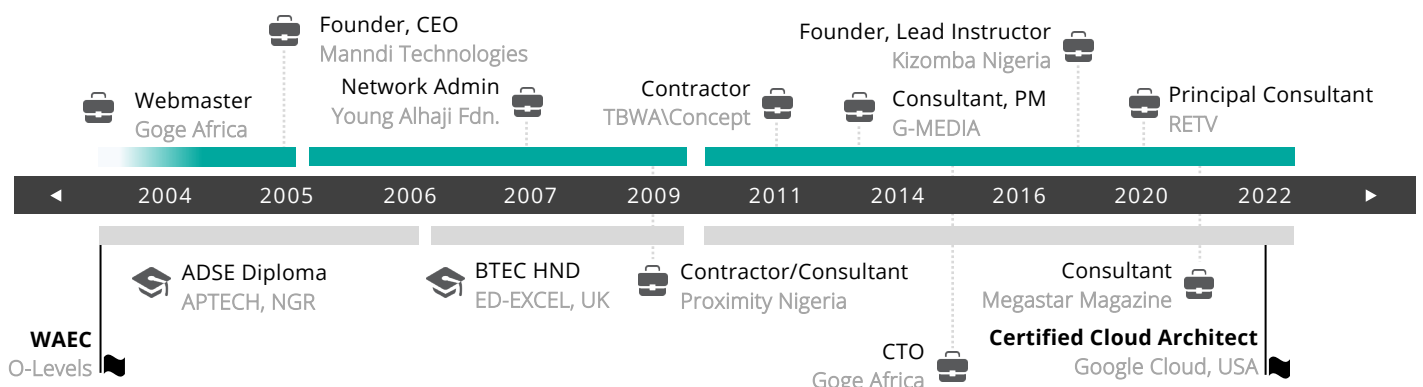 Founder, CEO
Manndi Technologies
Founder, Lead Instructor
Kizomba Nigeria
Webmaster
Goge Africa
Network Admin
Young Alhaji Fdn.
Contractor
TBWA\Concept
Consultant, PM
G-MEDIA
Principal Consultant
RETV
2004 2005 2006 2007 2009 2011 2014 2016 2020 2022
ADSE Diploma
APTECH, NGR
BTEC HND
ED-EXCEL, UK
Contractor/Consultant
Proximity Nigeria
Consultant
Megastar Magazine
WAEC
O-Levels
CTO
Goge Africa
Certified Cloud Architect
Google Cloud, USA